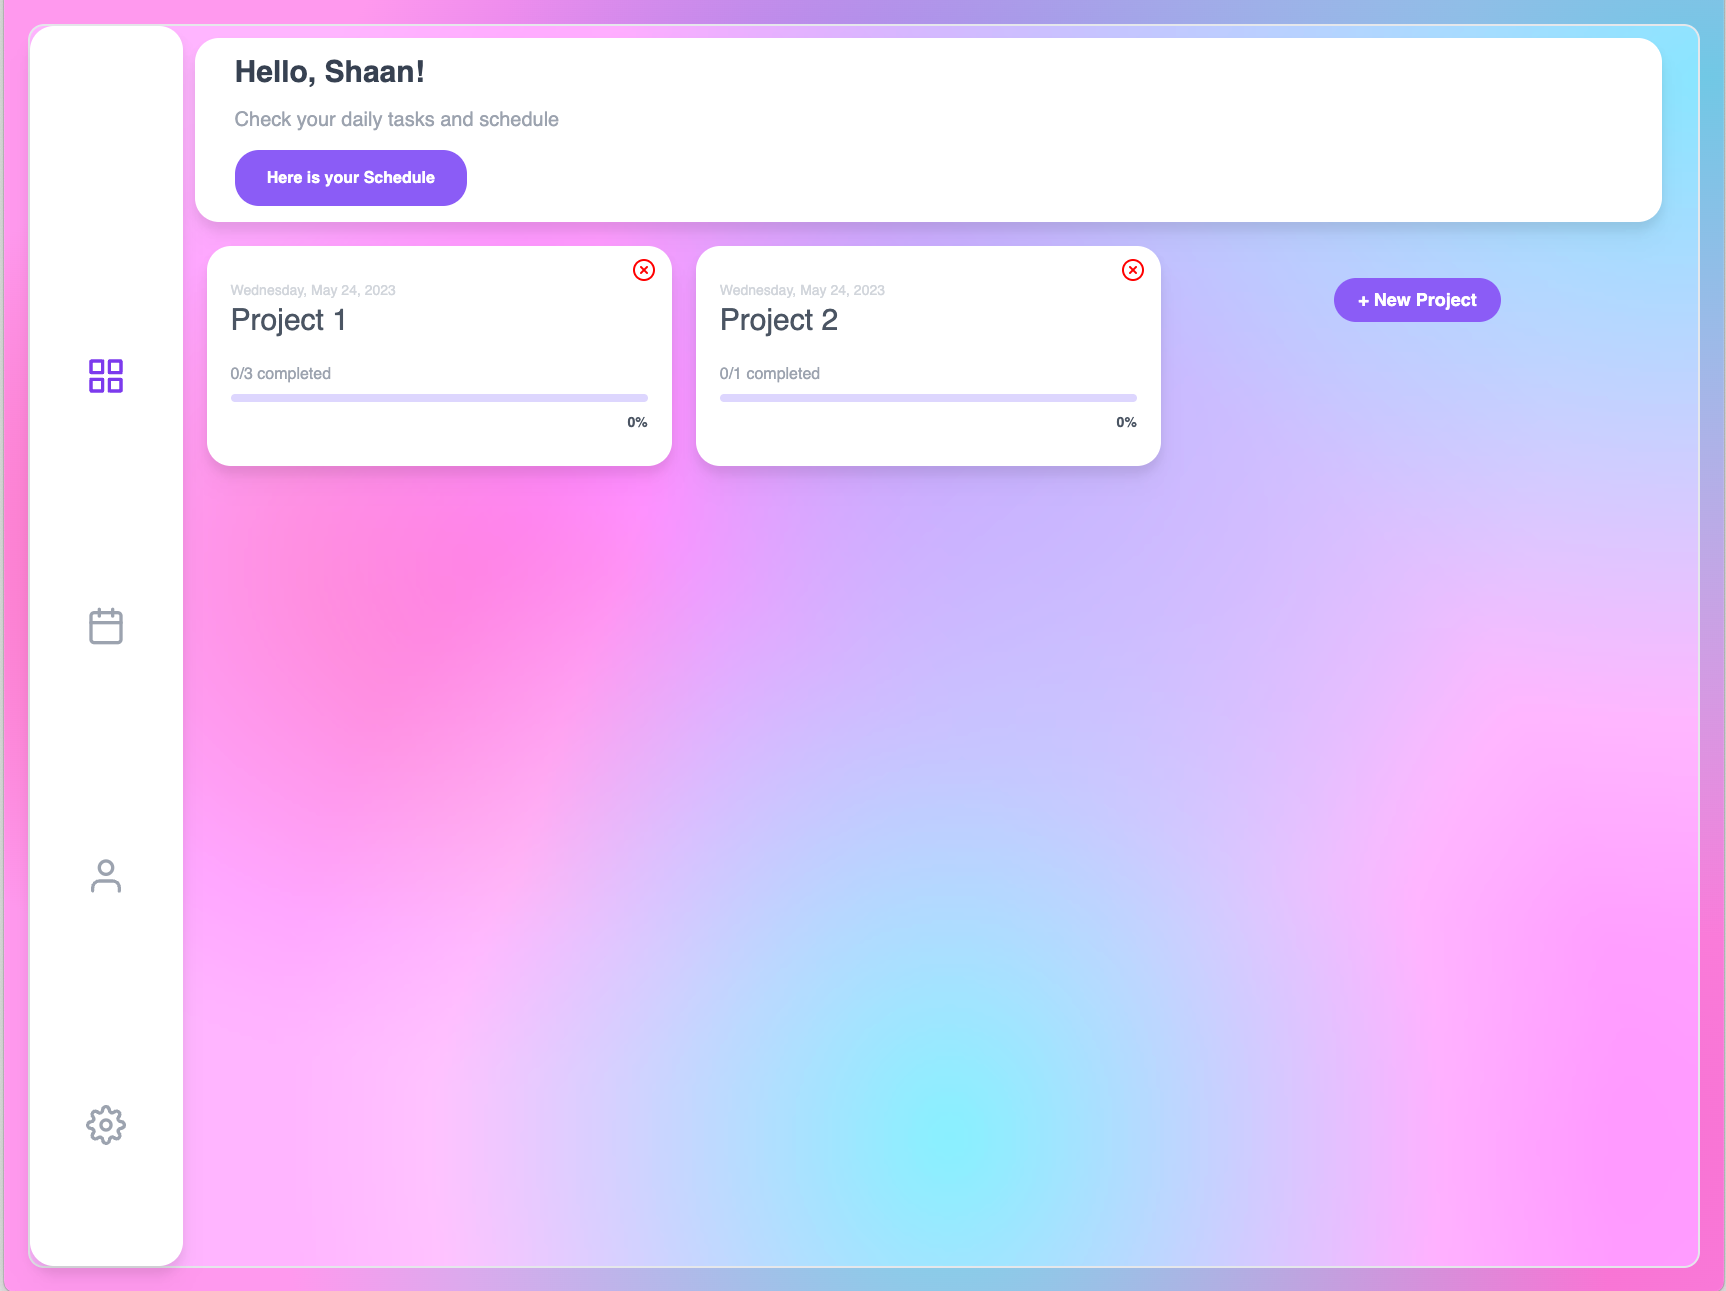 Hello, Shaan!
Check your daily tasks and schedule
Here is your Schedule
Wednesday, May 24, 2023
Project 1
0/3 completed
0%
Wednesday, May 24, 2023
Project 2
0/1 completed
0%
+ New Project